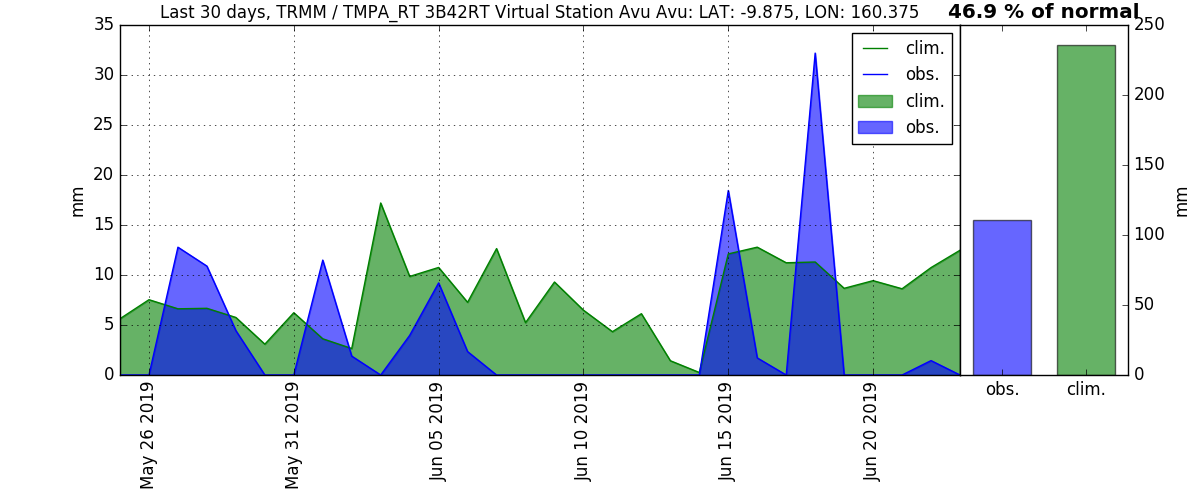 Last 30 days, TRMM / TMPA_RT 3B42RT Virtual Station Avu Avu: LAT: -9.875, LON: 160.375
46.9 % of normal
35
30
25
20
15
10
5
0
mm
clim.
obs.
clim.
obs.
May 26 2019
May 31 2019
Jun 05 2019
Jun 10 2019
Jun 15 2019
Jun 20 2019
250
200
150
100
50
0
mm
obs.
clim.